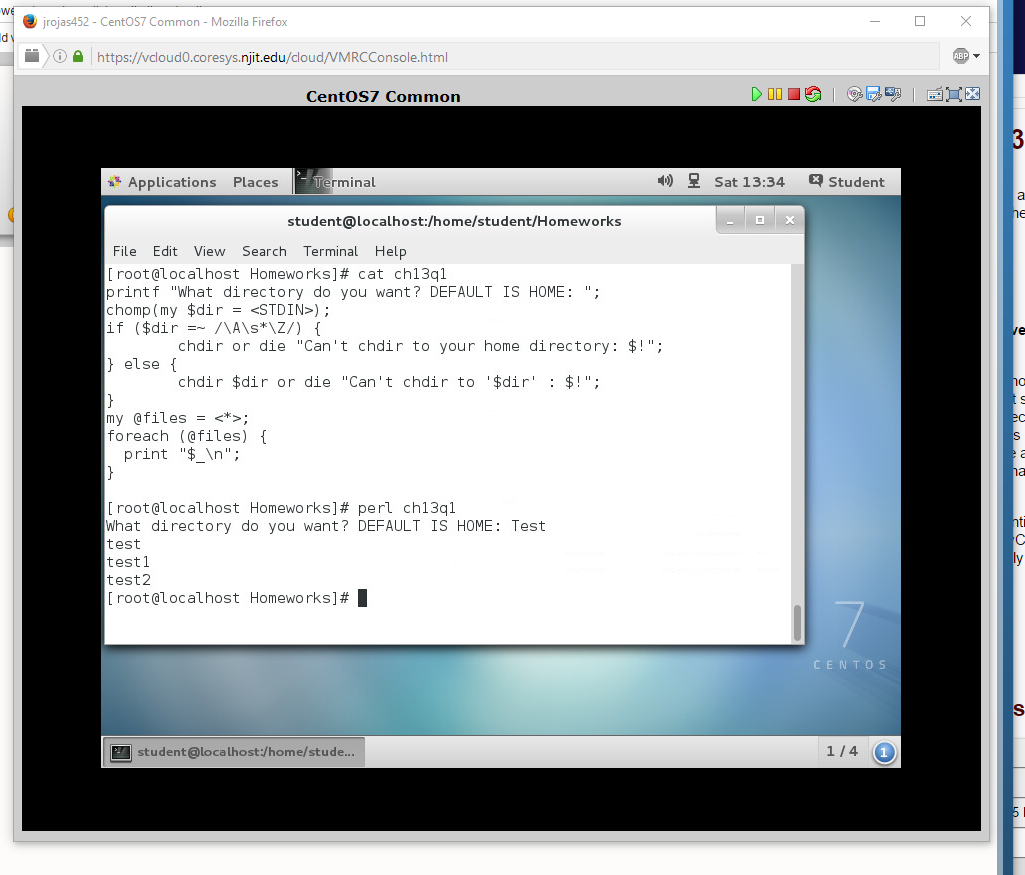 jrojas452 - CentOS7 Common - Mozilla Firefox
https://vcloud0.coresys.njit.edu/cloud/VMRCConsole.html
ABP
CentOS7 Common
Applications Places Terminal Sat 13:34 Student
student@localhost:/home/student/Homeworks
File Edit View Search Terminal Help
[root@localhost Homeworks]# cat ch13q1
printf "What directory do you want? DEFAULT IS HOME: ";
chomp(my $dir = <STDIN>);
if ($dir =~ /\A\s*\Z/) {
        chdir or die "Can't chdir to your home directory: $!";
} else {
        chdir $dir or die "Can't chdir to '$dir' : $!";
}
my @files = <*>;
foreach (@files) {
  print "$_\n";
}
[root@localhost Homeworks]# perl ch13q1
What directory do you want? DEFAULT IS HOME: Test
test
test1
test2
[root@localhost Homeworks]#
7
CENTOS
student@localhost:/home/stude...
1 / 4
1